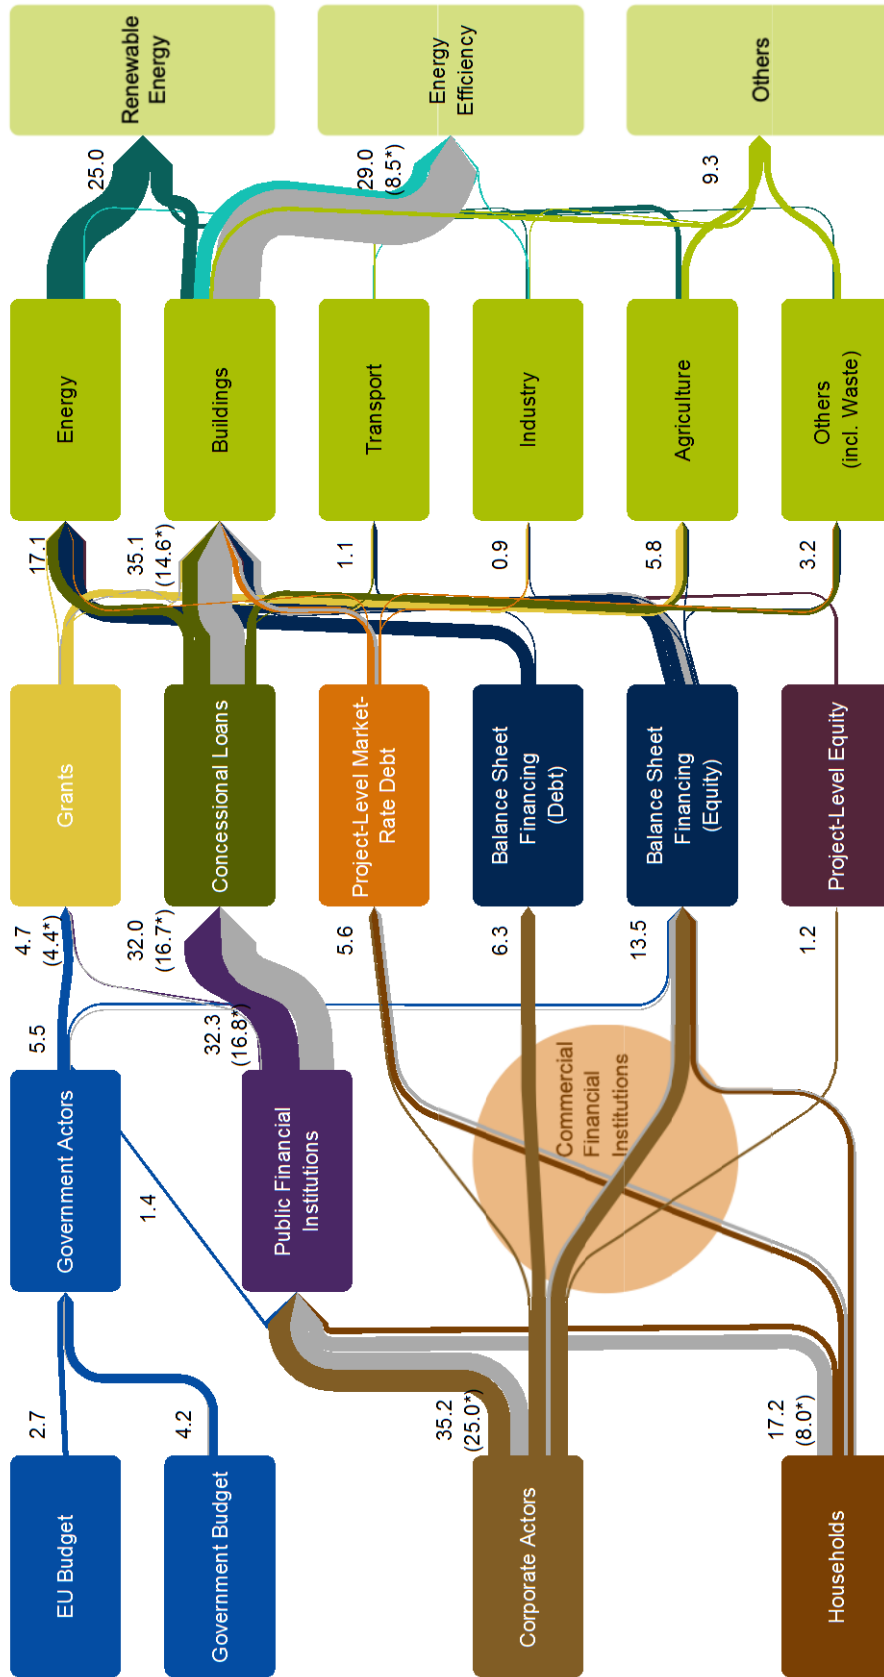 EU Budget
2.7
Government Budget
4.2
Corporate Actors
35.2
(25.0*)
Households
17.2
(8.0*)
Government Actors
5.5
1.4
Public Financial
Institutions
32.3
(16.8*)
Commercial
Financial
Institutions
Grants
4.7
(4.4*)
Concessional Loans
32.0
(16.7*)
Project-Level Market-
Rate Debt
5.6
Balance Sheet
Financing
(Debt)
6.3
Balance Sheet
Financing
(Equity)
13.5
Project-Level Equity
1.2
Energy
17.1
Buildings
35.1
(14.6*)
Transport
1.1
Industry
0.9
Agriculture
5.8
Others
(incl. Waste)
3.2
Renewable
Energy
25.0
Energy
Efficiency
29.0
(8.5*)
Others
9.3